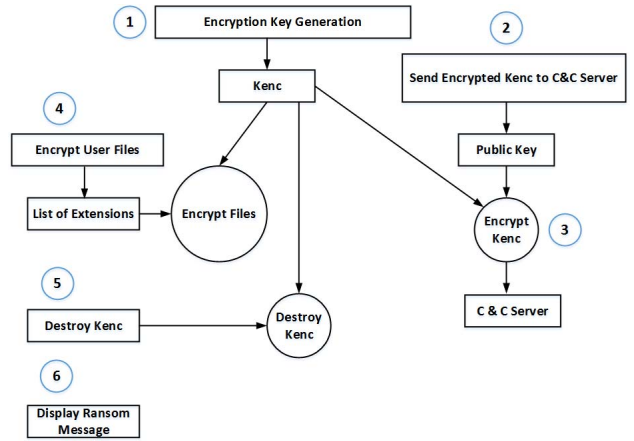 1
Encryption Key Generation
2
Kenc
Send Encrypted Kenc to C&C Server
4
Encrypt User Files
Public Key
List of Extensions
Encrypt Files
Encrypt
Kenc
3
5
Destroy Kenc
Destroy
Kenc
C & C Server
6
Display Ransom
Message